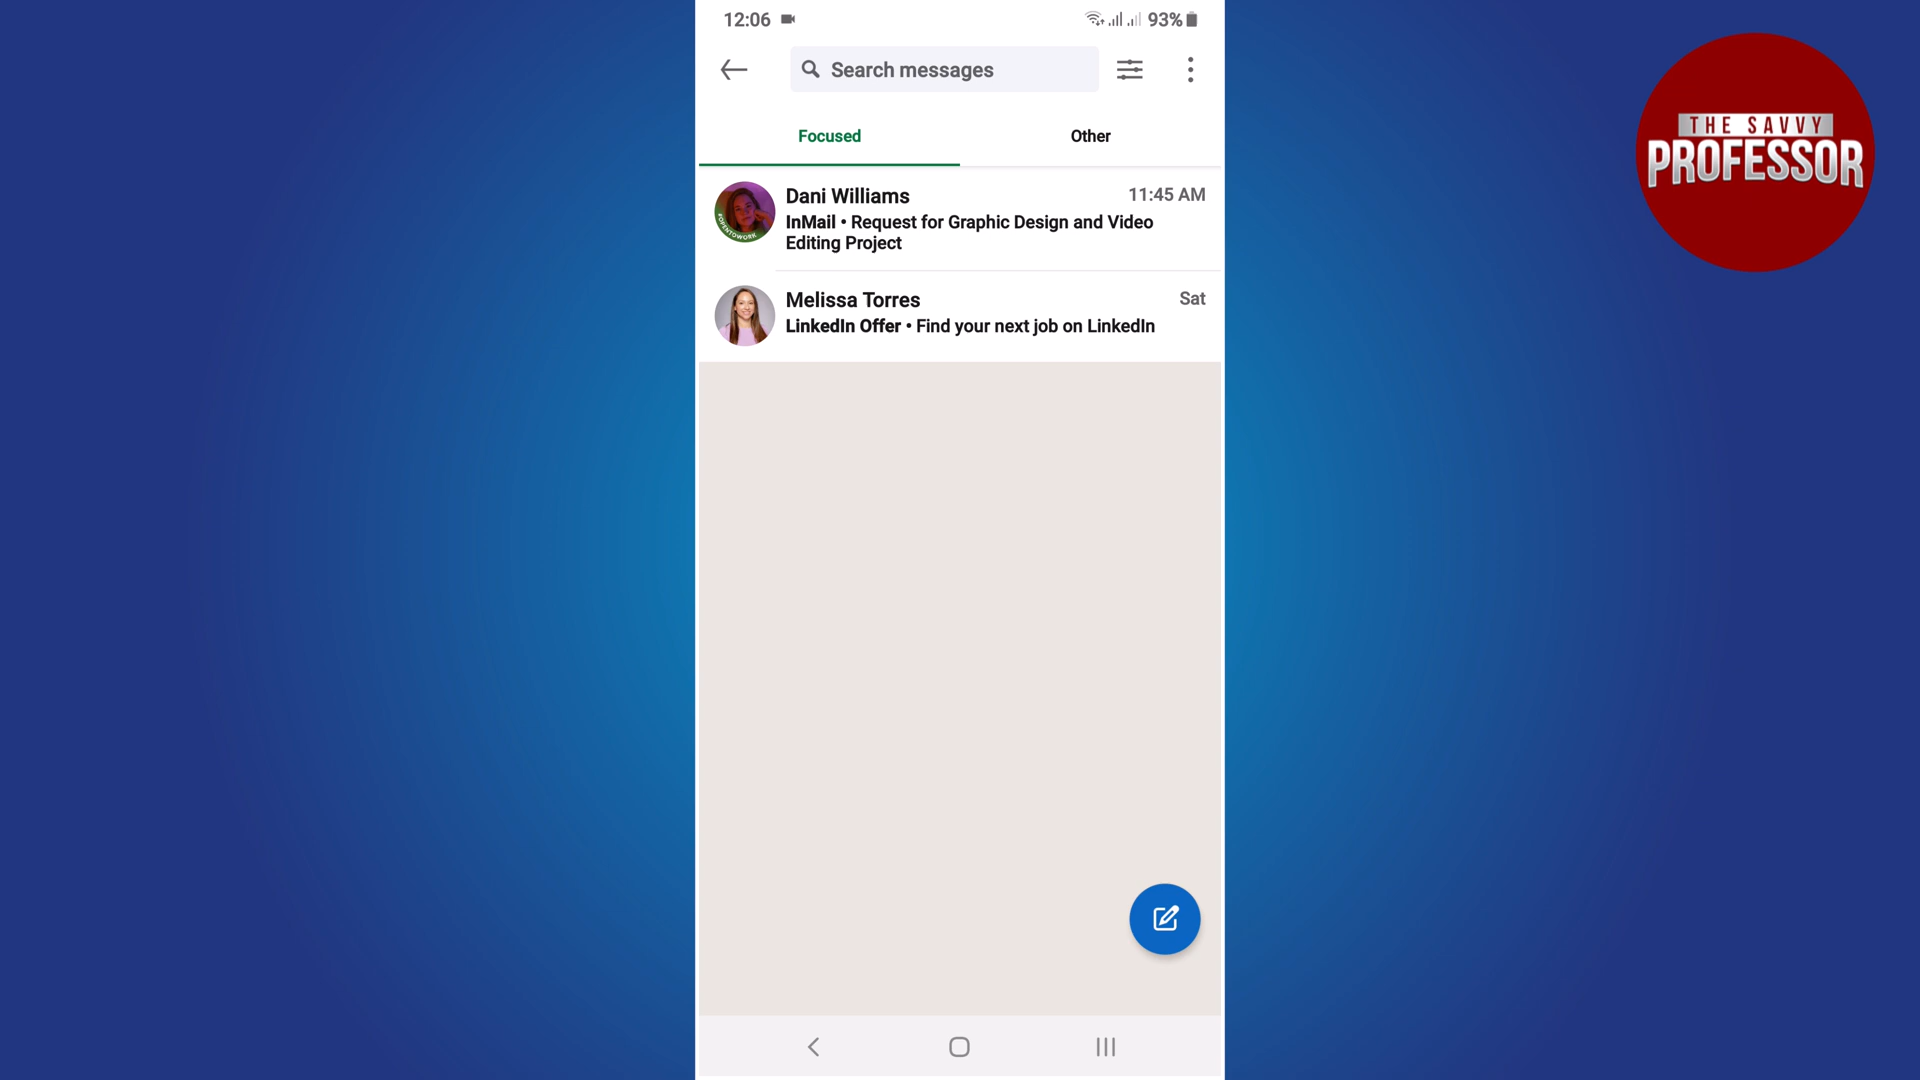 12:06
93%
Search messages
Focused
Other
Dani Williams
11:45 AM
InMail • Request for Graphic Design and Video
Editing Project
#OPENTOWORK
Melissa Torres
Sat
LinkedIn Offer • Find your next job on LinkedIn
THE SAVVY
PROFESSOR